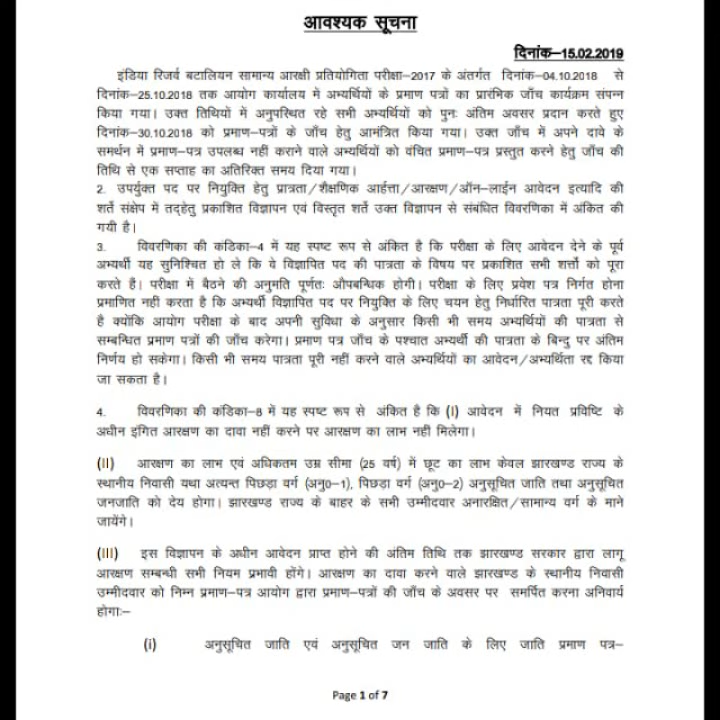 आवश्यक सूचना
दिनांक–15.02.2019
इंडिया रिजर्व बटालियन सामान्य आरक्षी प्रतियोगिता परीक्षा–2017 के अंतर्गत दिनांक–04.10.2018 से
दिनांक–25.10.2018 तक आयोग कार्यालय में अभ्यर्थियों के प्रमाण पत्रों का प्रारंभिक जाँच कार्यक्रम संपन्न
किया गया। उक्त तिथियों में अनुपस्थित रहे सभी अभ्यर्थियों को पुनः अंतिम अवसर प्रदान करते हुए
दिनांक–30.10.2018 को प्रमाण–पत्रों के जाँच हेतु आमंत्रित किया गया। उक्त जाँच में अपने दावे के
समर्थन में प्रमाण–पत्र उपलब्ध नहीं कराने वाले अभ्यर्थियों को वंचित प्रमाण–पत्र प्रस्तुत करने हेतु जाँच की
तिथि से एक सप्ताह का अतिरिक्त समय दिया गया।
2. उपर्युक्त पद पर नियुक्ति हेतु प्रात्रता/शैक्षणिक आर्हत्ता/आरक्षण/ऑन–लाईन आवेदन इत्यादि की
शर्ते संक्षेप में तद्हेतु प्रकाशित विज्ञापन एवं विस्तृत शर्ते उक्त विज्ञापन से संबंधित विवरणिका में अंकित की
गयी है।
3. विवरणिका की कंडिका–4 में यह स्पष्ट रूप से अंकित है कि परीक्षा के लिए आवेदन देने के पूर्व
अभ्यर्थी यह सुनिश्चित हो ले कि वे विज्ञापित पद की पात्रता के विषय पर प्रकाशित सभी शर्त्तो को पूरा
करते हैं। परीक्षा में बैठने की अनुमति पूर्णतः औपबन्धिक होगी। परीक्षा के लिए प्रवेश पत्र निर्गत होना
प्रमाणित नहीं करता है कि अभ्यर्थी विज्ञापित पद पर नियुक्ति के लिए चयन हेतु निर्धारित पात्रता पूरी करते
है क्योंकि आयोग परीक्षा के बाद अपनी सुविधा के अनुसार किसी भी समय अभ्यर्थियों की पात्रता से
सम्बन्धित प्रमाण पत्रों की जाँच करेगा। प्रमाण पत्र जाँच के पश्चात अभ्यर्थी की पात्रता के बिन्दु पर अंतिम
निर्णय हो सकेगा। किसी भी समय पात्रता पूरी नहीं करने वाले अभ्यर्थियों का आवेदन/अभ्यर्थिता रद्द किया
जा सकता है।
4. विवरणिका की कंडिका–8 में यह स्पष्ट रूप से अंकित है कि (I) आवेदन में नियत प्रविष्टि के
अधीन इंगित आरक्षण का दावा नहीं करने पर आरक्षण का लाभ नहीं मिलेगा।
(II) आरक्षण का लाभ एवं अधिकतम उम्र सीमा (25 वर्ष) में छूट का लाभ केवल झारखण्ड राज्य के
स्थानीय निवासी यथा अत्यन्त पिछड़ा वर्ग (अनु0–1), पिछड़ा वर्ग (अनु0–2) अनुसूचित जाति तथा अनुसूचित
जनजाति को देय होगा। झारखण्ड राज्य के बाहर के सभी उम्मीदवार अनारक्षित/सामान्य वर्ग के माने
जायेंगे।
(III) इस विज्ञापन के अधीन आवेदन प्राप्त होने की अंतिम तिथि तक झारखण्ड सरकार द्वारा लागू
आरक्षण सम्बन्धी सभी नियम प्रभावी होंगे। आरक्षण का दावा करने वाले झारखण्ड के स्थानीय निवासी
उम्मीदवार को निम्न प्रमाण–पत्र आयोग द्वारा प्रमाण–पत्रों की जाँच के अवसर पर समर्पित करना अनिवार्य
होगाः–
(i) अनुसूचित जाति एवं अनुसूचित जन जाति के लिए जाति प्रमाण पत्र–
Page 1 of 7